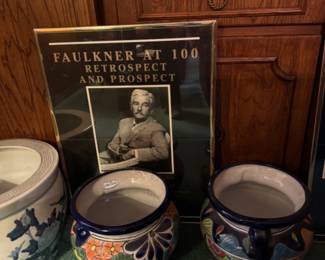 FAULKNER AT 100
RETROSPECT
AND PROSPECT